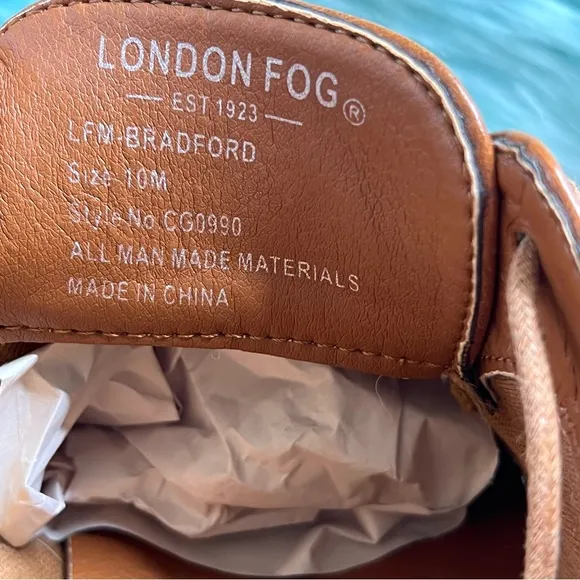 LONDON FOG®
EST 1923
LFM-BRADFORD
Size 10M
Style No CG0990
ALL MAN MADE MATERIALS
MADE IN CHINA